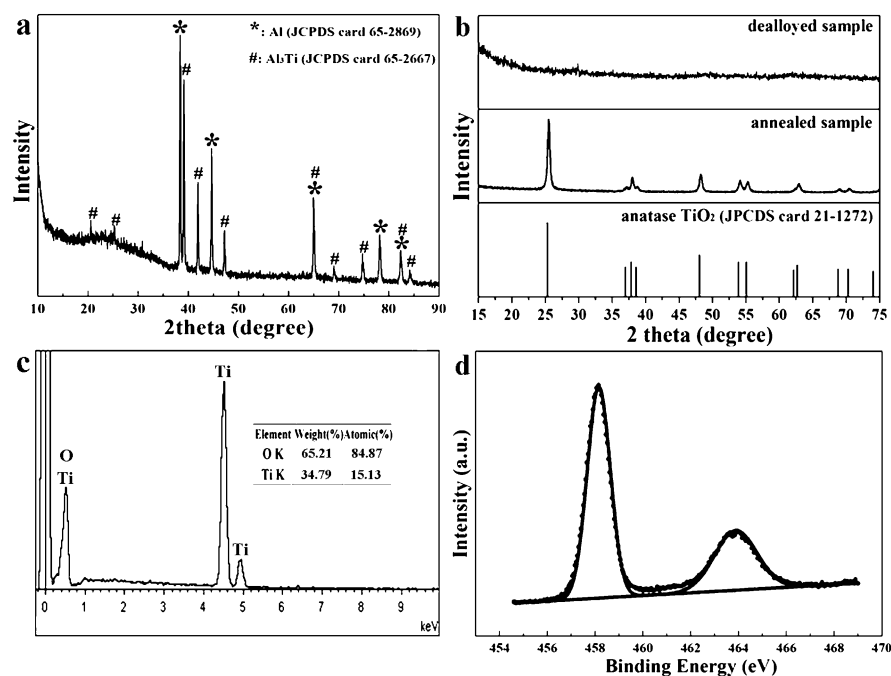 a
*: Al (JCPDS card 65-2869)
#: Al₃Ti (JCPDS card 65-2667)
* # # * # # * # # * # * #
# #
Intensity
10 20 30 40 50 60 70 80 90
2theta (degree)
b
dealloyed sample
annealed sample
anatase TiO₂ (JPCDS card 21-1272)
Intensity
15 20 25 30 35 40 45 50 55 60 65 70 75
2 theta (degree)
c
Ti
O
Ti
Ti
Element Weight(%) Atomic(%)
O K 65.21 84.87
Ti K 34.79 15.13
0 1 2 3 4 5 6 7 8 9
keV
d
Intensity (a.u.)
454 456 458 460 462 464 466 468 470
Binding Energy (eV)